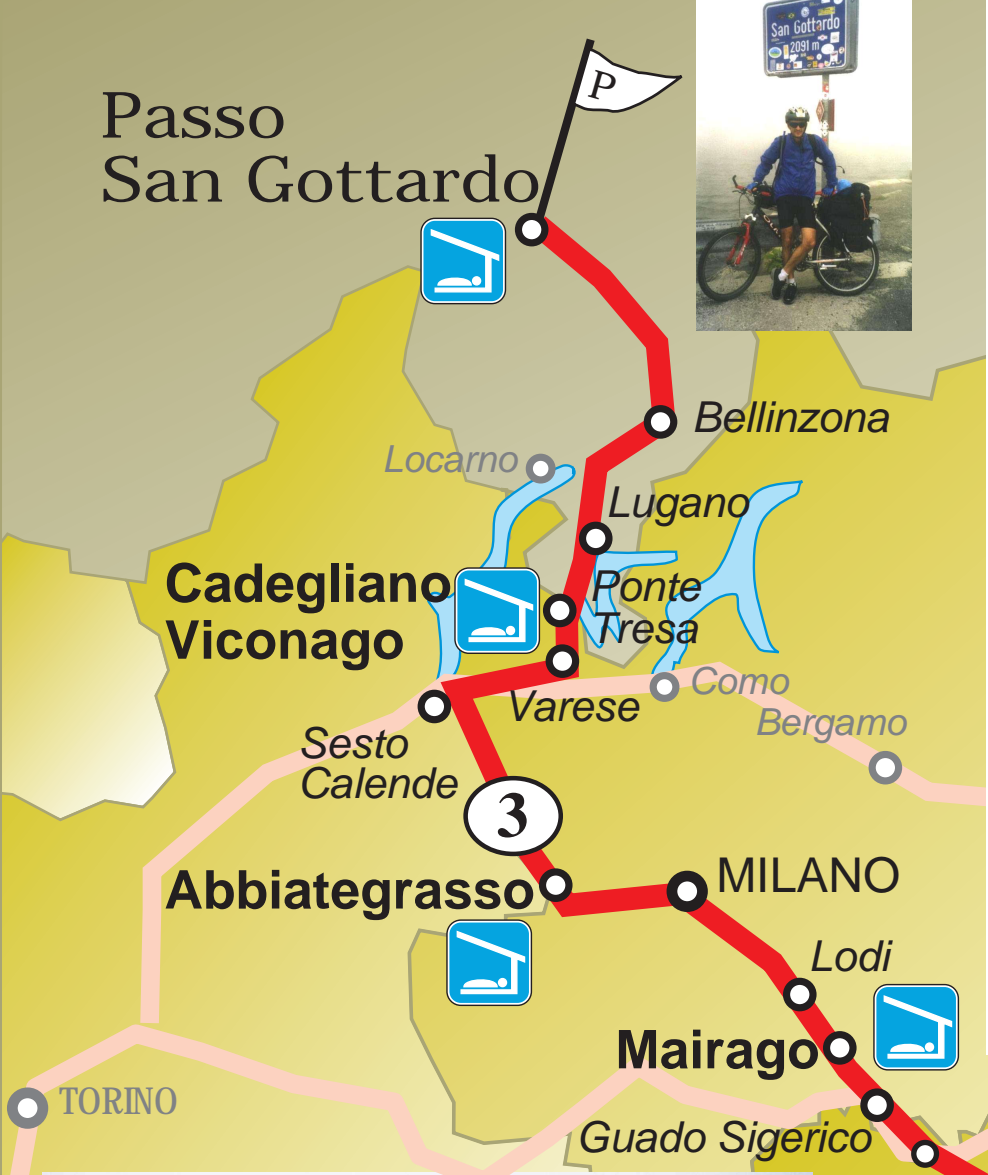 San Gottardo
2091 m
P
Passo
San Gottardo
Bellinzona
Locarno
Lugano
Cadegliano
Viconago
Ponte
Tresa
Varese
Como
Bergamo
Sesto
Calende
3
Abbiategrasso
MILANO
Lodi
Mairago
TORINO
Guado Sigerico